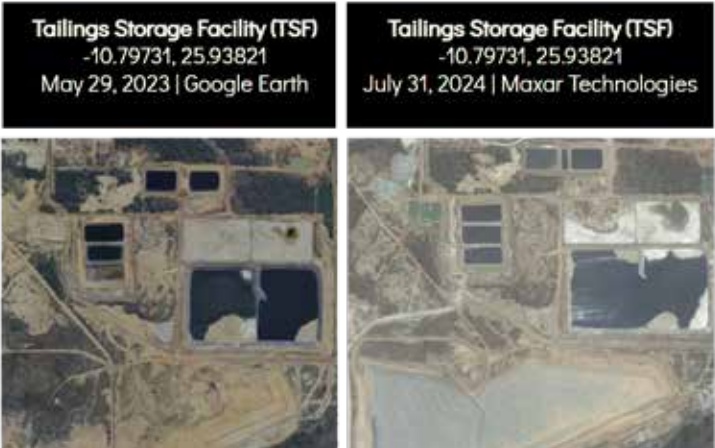 Tailings Storage Facility (TSF)
-10.79731, 25.93821
May 29, 2023 | Google Earth
Tailings Storage Facility (TSF)
-10.79731, 25.93821
July 31, 2024 | Maxar Technologies